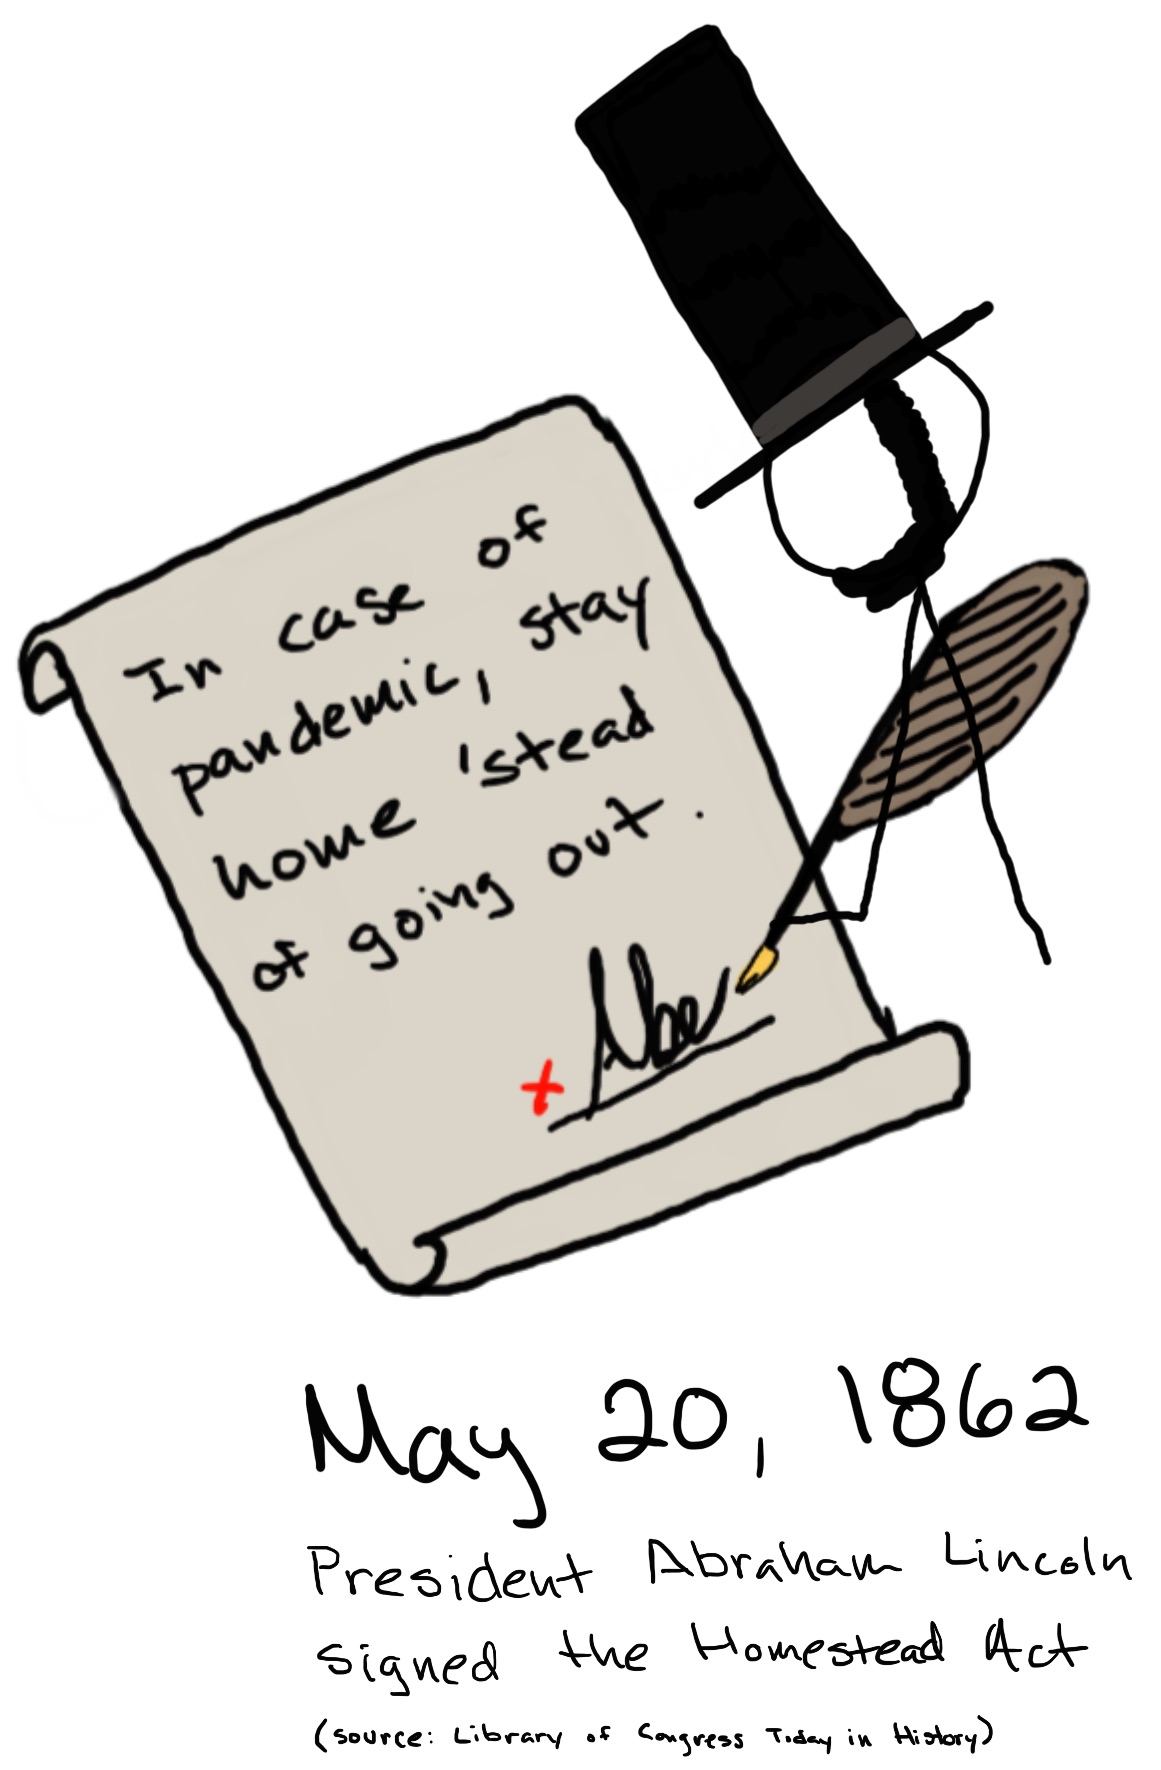 In case of
pandemic, stay
home 'stead
of going out.
x Abe
May 20, 1862
President Abraham Lincoln
signed the Homestead Act
(source: Library of Congress Today in History)